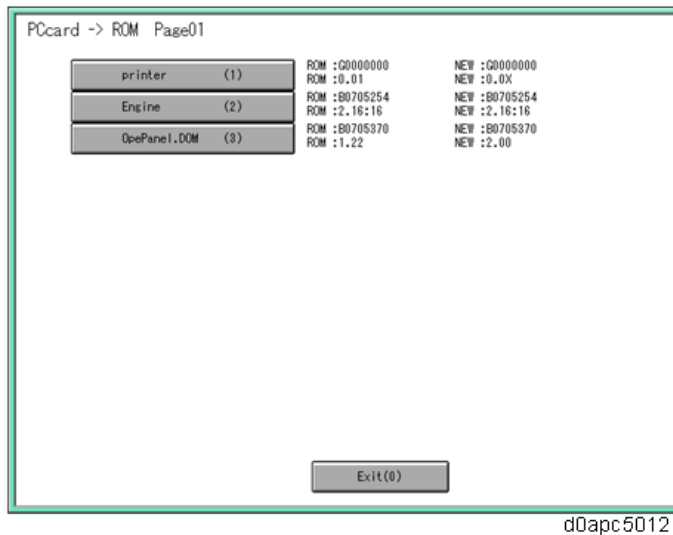 PCcard -> ROM Page01
printer (1) ROM :G0000000 NEW :G0000000
ROM :0.01 NEW :0.0X
Engine (2) ROM :B0705254 NEW :B0705254
ROM :2.16:16 NEW :2.16:16
OpePanel.DOM (3) ROM :B0705370 NEW :B0705370
ROM :1.22 NEW :2.00
Exit(0)
d0apc5012